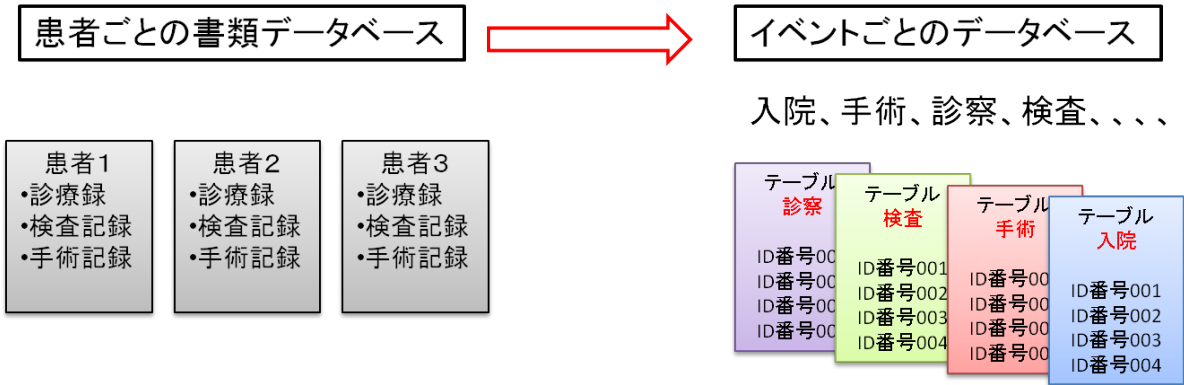 患者ごとの書類データベース
イベントごとのデータベース
入院、手術、診察、検査、、、、
患者1
•診療録
•検査記録
•手術記録
患者2
•診療録
•検査記録
•手術記録
患者3
•診療録
•検査記録
•手術記録
テーブル
診察
ID番号00
ID番号00
ID番号00
ID番号00
テーブル
検査
ID番号001
ID番号002
ID番号003
ID番号004
テーブル
手術
ID番号00
ID番号00
ID番号00
ID番号00
テーブル
入院
ID番号001
ID番号002
ID番号003
ID番号004